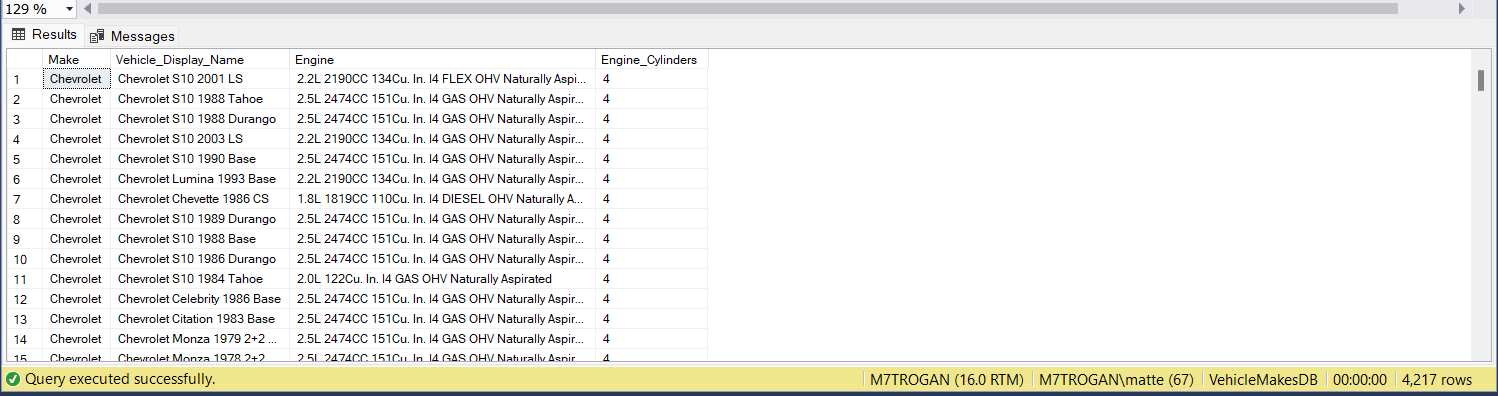 129 %
Results Messages
Make Vehicle_Display_Name Engine Engine_Cylinders
1 Chevrolet Chevrolet S10 2001 LS 2.2L 2190CC 134Cu. In. I4 FLEX OHV Naturally Aspi... 4
2 Chevrolet Chevrolet S10 1988 Tahoe 2.5L 2474CC 151Cu. In. I4 GAS OHV Naturally Aspir... 4
3 Chevrolet Chevrolet S10 1988 Durango 2.5L 2474CC 151Cu. In. I4 GAS OHV Naturally Aspir... 4
4 Chevrolet Chevrolet S10 2003 LS 2.2L 2190CC 134Cu. In. I4 GAS OHV Naturally Aspir... 4
5 Chevrolet Chevrolet S10 1990 Base 2.5L 2474CC 151Cu. In. I4 GAS OHV Naturally Aspir... 4
6 Chevrolet Chevrolet Lumina 1993 Base 2.2L 2190CC 134Cu. In. I4 GAS OHV Naturally Aspir... 4
7 Chevrolet Chevrolet Chevette 1986 CS 1.8L 1819CC 110Cu. In. I4 DIESEL OHV Naturally A... 4
8 Chevrolet Chevrolet S10 1989 Durango 2.5L 2474CC 151Cu. In. I4 GAS OHV Naturally Aspir... 4
9 Chevrolet Chevrolet S10 1988 Base 2.5L 2474CC 151Cu. In. I4 GAS OHV Naturally Aspir... 4
10 Chevrolet Chevrolet S10 1986 Durango 2.5L 2474CC 151Cu. In. I4 GAS OHV Naturally Aspir... 4
11 Chevrolet Chevrolet S10 1984 Tahoe 2.0L 122Cu. In. I4 GAS OHV Naturally Aspirated 4
12 Chevrolet Chevrolet Celebrity 1986 Base 2.5L 2474CC 151Cu. In. I4 GAS OHV Naturally Aspir... 4
13 Chevrolet Chevrolet Citation 1983 Base 2.5L 2474CC 151Cu. In. I4 GAS OHV Naturally Aspir... 4
14 Chevrolet Chevrolet Monza 1979 2+2 ... 2.5L 2474CC 151Cu. In. I4 GAS OHV Naturally Aspir... 4
15 Chevrolet Chevrolet Monza 1978 2+2 2.5L 2474CC 151Cu. In. I4 GAS OHV Naturally Aspir... 4
Query executed successfully. M7TROGAN (16.0 RTM) M7TROGAN\matte (67) VehicleMakesDB 00:00:00 4,217 rows